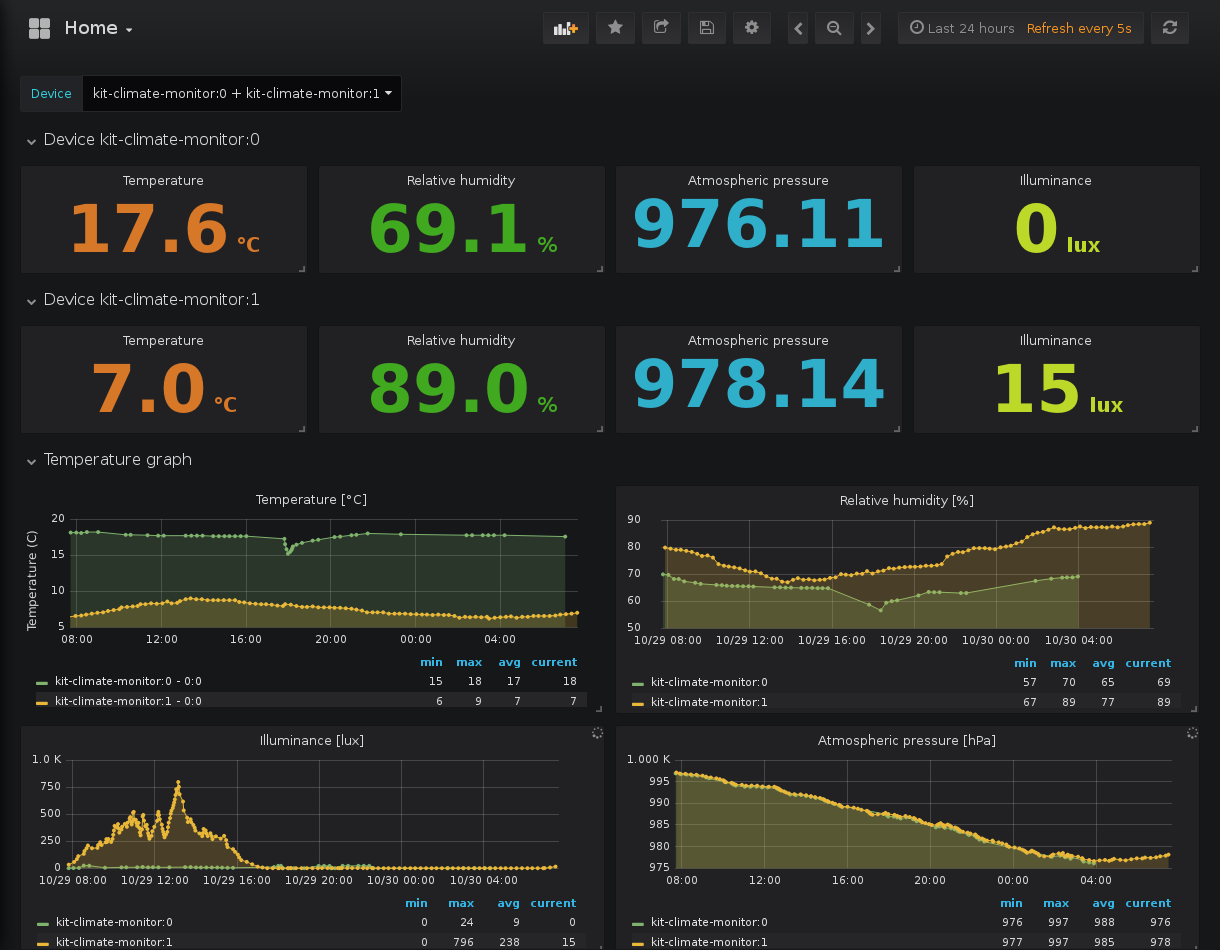 Home
Last 24 hours Refresh every 5s
Device kit-climate-monitor:0 + kit-climate-monitor:1
Device kit-climate-monitor:0
Temperature Relative humidity Atmospheric pressure Illuminance
17.6 °C 69.1 % 976.11 0 lux
Device kit-climate-monitor:1
Temperature Relative humidity Atmospheric pressure Illuminance
7.0 °C 89.0 % 978.14 15 lux
Temperature graph
Temperature [°C]
Temperature (C)
20
15
10
5
08:00 12:00 16:00 20:00 00:00 04:00
min max avg current
kit-climate-monitor:0 - 0:0 15 18 17 18
kit-climate-monitor:1 - 0:0 6 9 7 7
Relative humidity [%]
90
80
70
60
50
10/29 08:00 10/29 12:00 10/29 16:00 10/29 20:00 10/30 00:00 10/30 04:00
min max avg current
kit-climate-monitor:0 57 70 65 69
kit-climate-monitor:1 67 89 77 89
Illuminance [lux]
1.0 K
750
500
250
0
10/29 08:00 10/29 12:00 10/29 16:00 10/29 20:00 10/30 00:00 10/30 04:00
min max avg current
kit-climate-monitor:0 0 24 9 0
kit-climate-monitor:1 0 796 238 15
Atmospheric pressure [hPa]
1.000 K
995
990
985
980
975
08:00 12:00 16:00 20:00 00:00 04:00
min max avg current
kit-climate-monitor:0 976 997 988 976
kit-climate-monitor:1 977 997 985 978